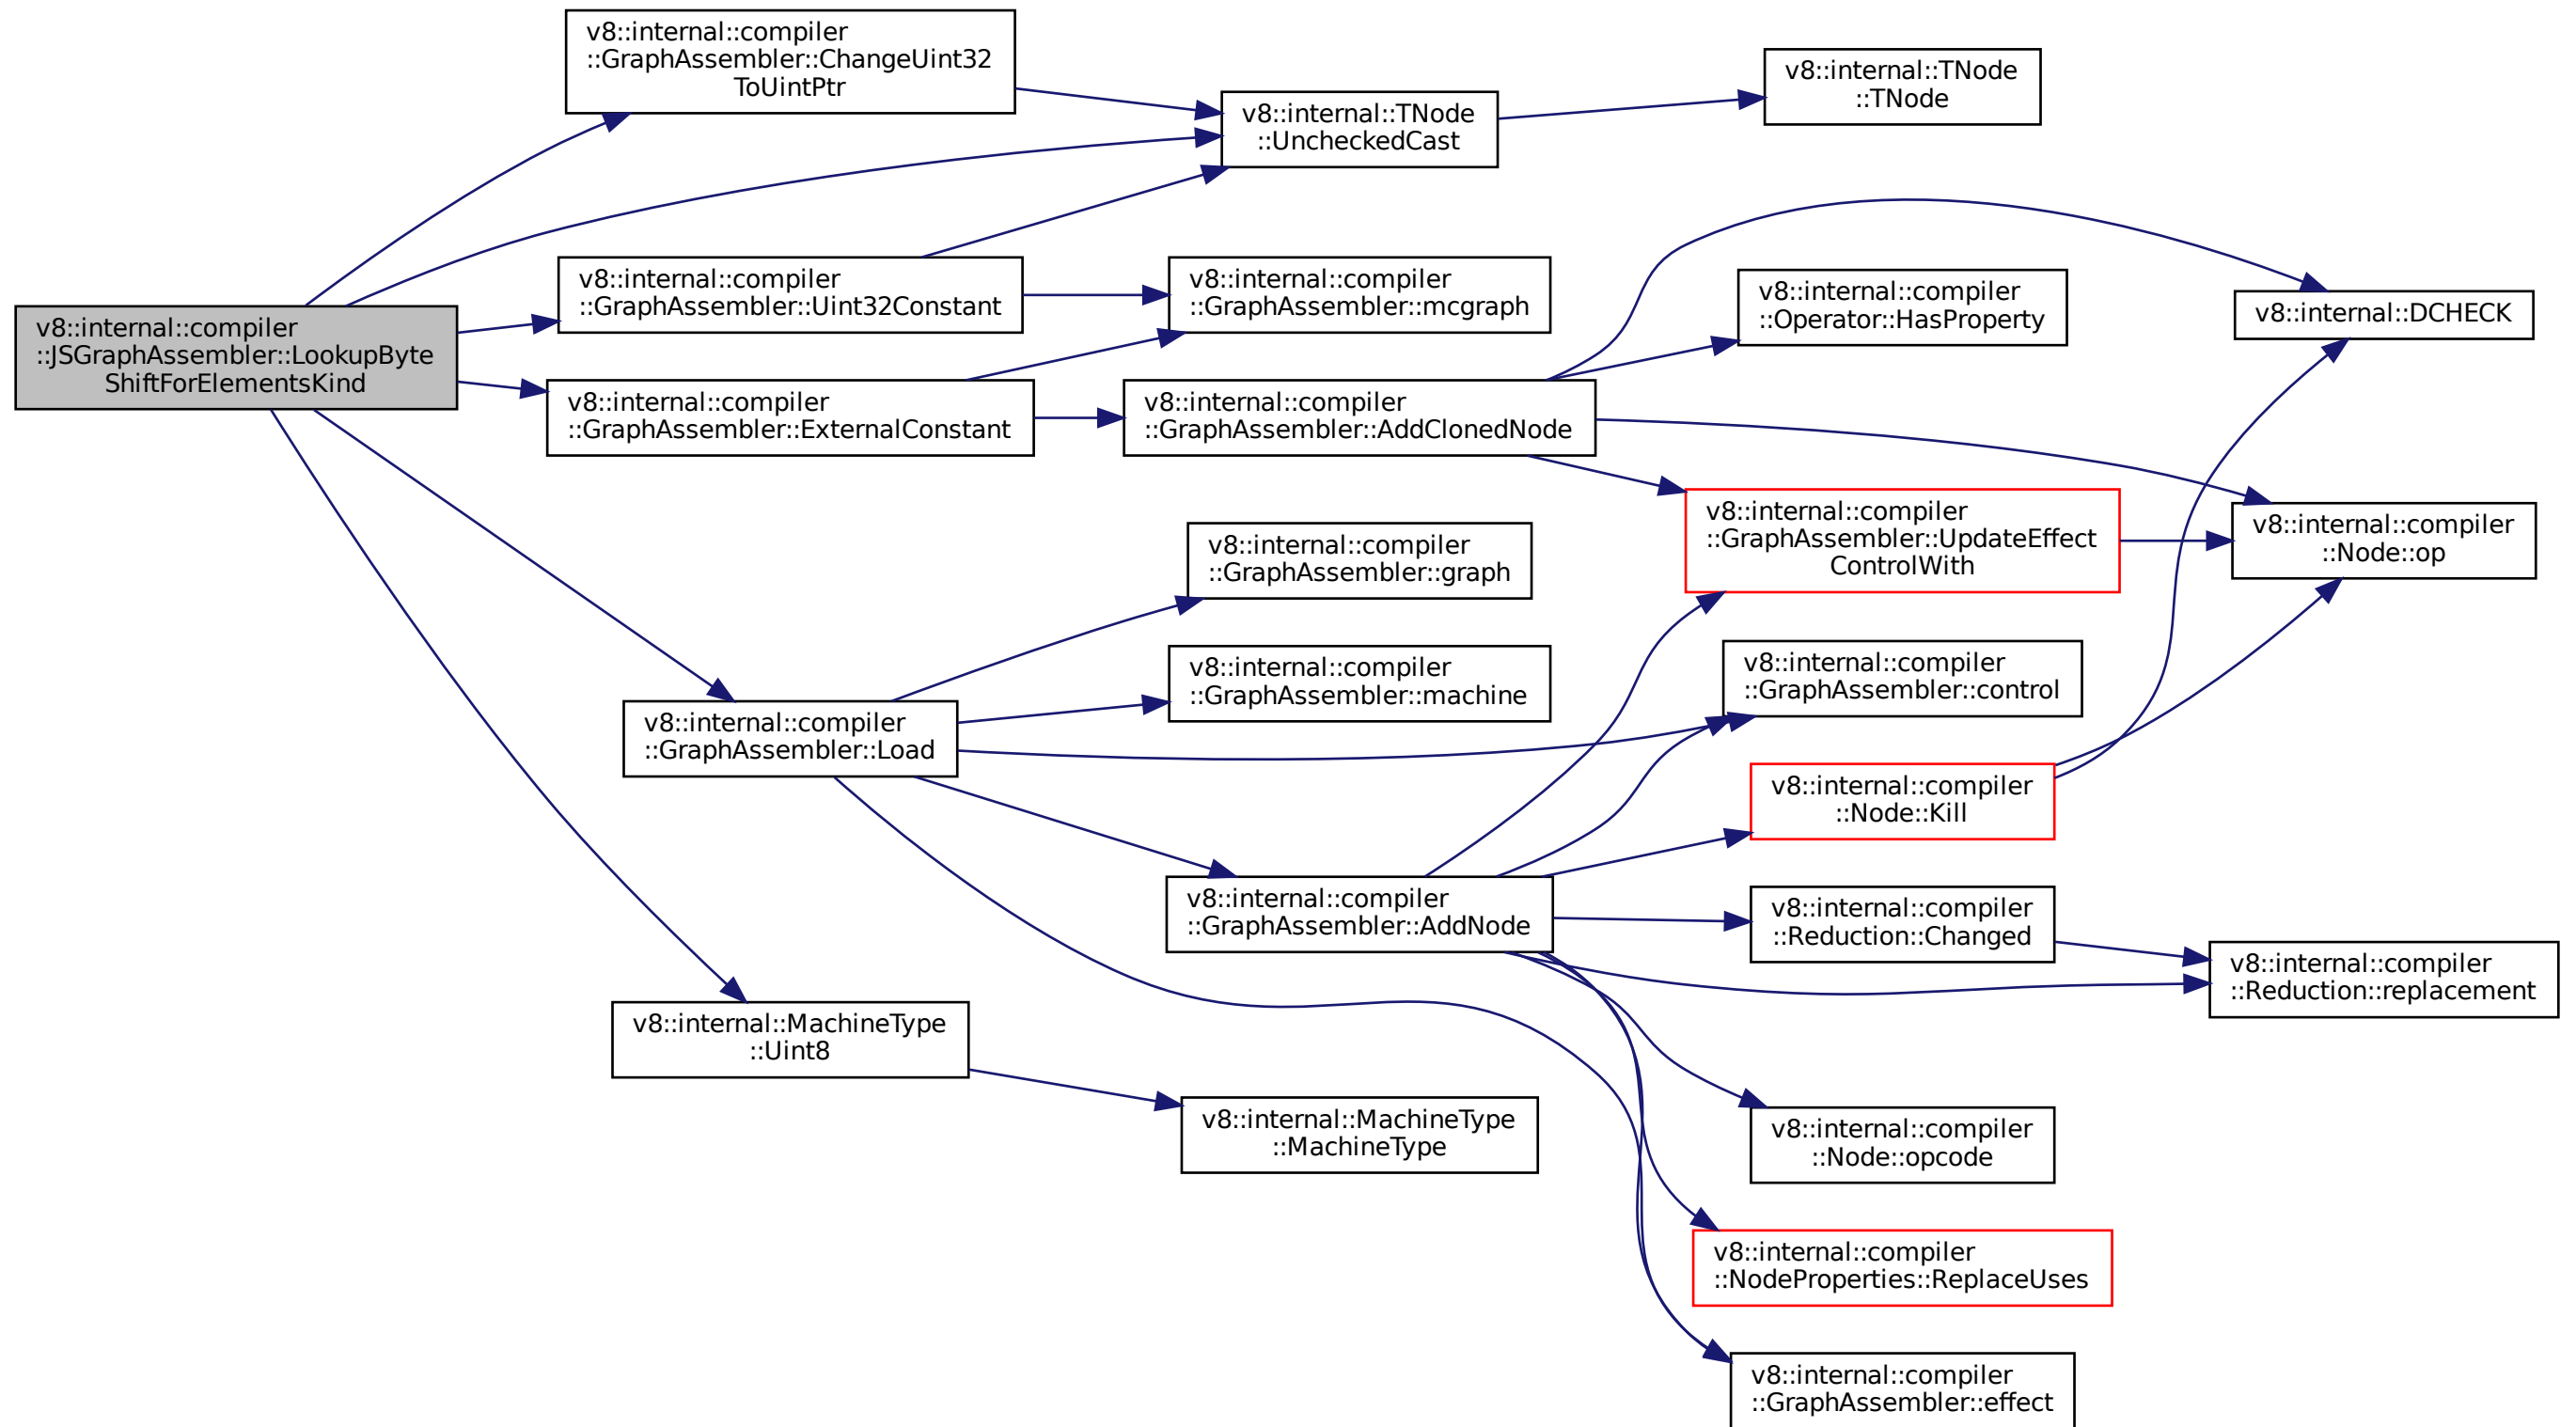 v8::internal::compiler
::JSGraphAssembler::LookupByte
ShiftForElementsKind
v8::internal::compiler
::GraphAssembler::ChangeUint32
ToUintPtr
v8::internal::TNode
::UncheckedCast
v8::internal::TNode
::TNode
v8::internal::compiler
::GraphAssembler::Uint32Constant
v8::internal::compiler
::GraphAssembler::mcgraph
v8::internal::compiler
::GraphAssembler::ExternalConstant
v8::internal::compiler
::GraphAssembler::AddClonedNode
v8::internal::compiler
::Operator::HasProperty
v8::internal::DCHECK
v8::internal::compiler
::GraphAssembler::UpdateEffect
ControlWith
v8::internal::compiler
::Node::op
v8::internal::compiler
::GraphAssembler::graph
v8::internal::compiler
::GraphAssembler::machine
v8::internal::compiler
::GraphAssembler::control
v8::internal::compiler
::GraphAssembler::Load
v8::internal::compiler
::Node::Kill
v8::internal::compiler
::GraphAssembler::AddNode
v8::internal::compiler
::Reduction::Changed
v8::internal::compiler
::Reduction::replacement
v8::internal::MachineType
::Uint8
v8::internal::MachineType
::MachineType
v8::internal::compiler
::Node::opcode
v8::internal::compiler
::NodeProperties::ReplaceUses
v8::internal::compiler
::GraphAssembler::effect